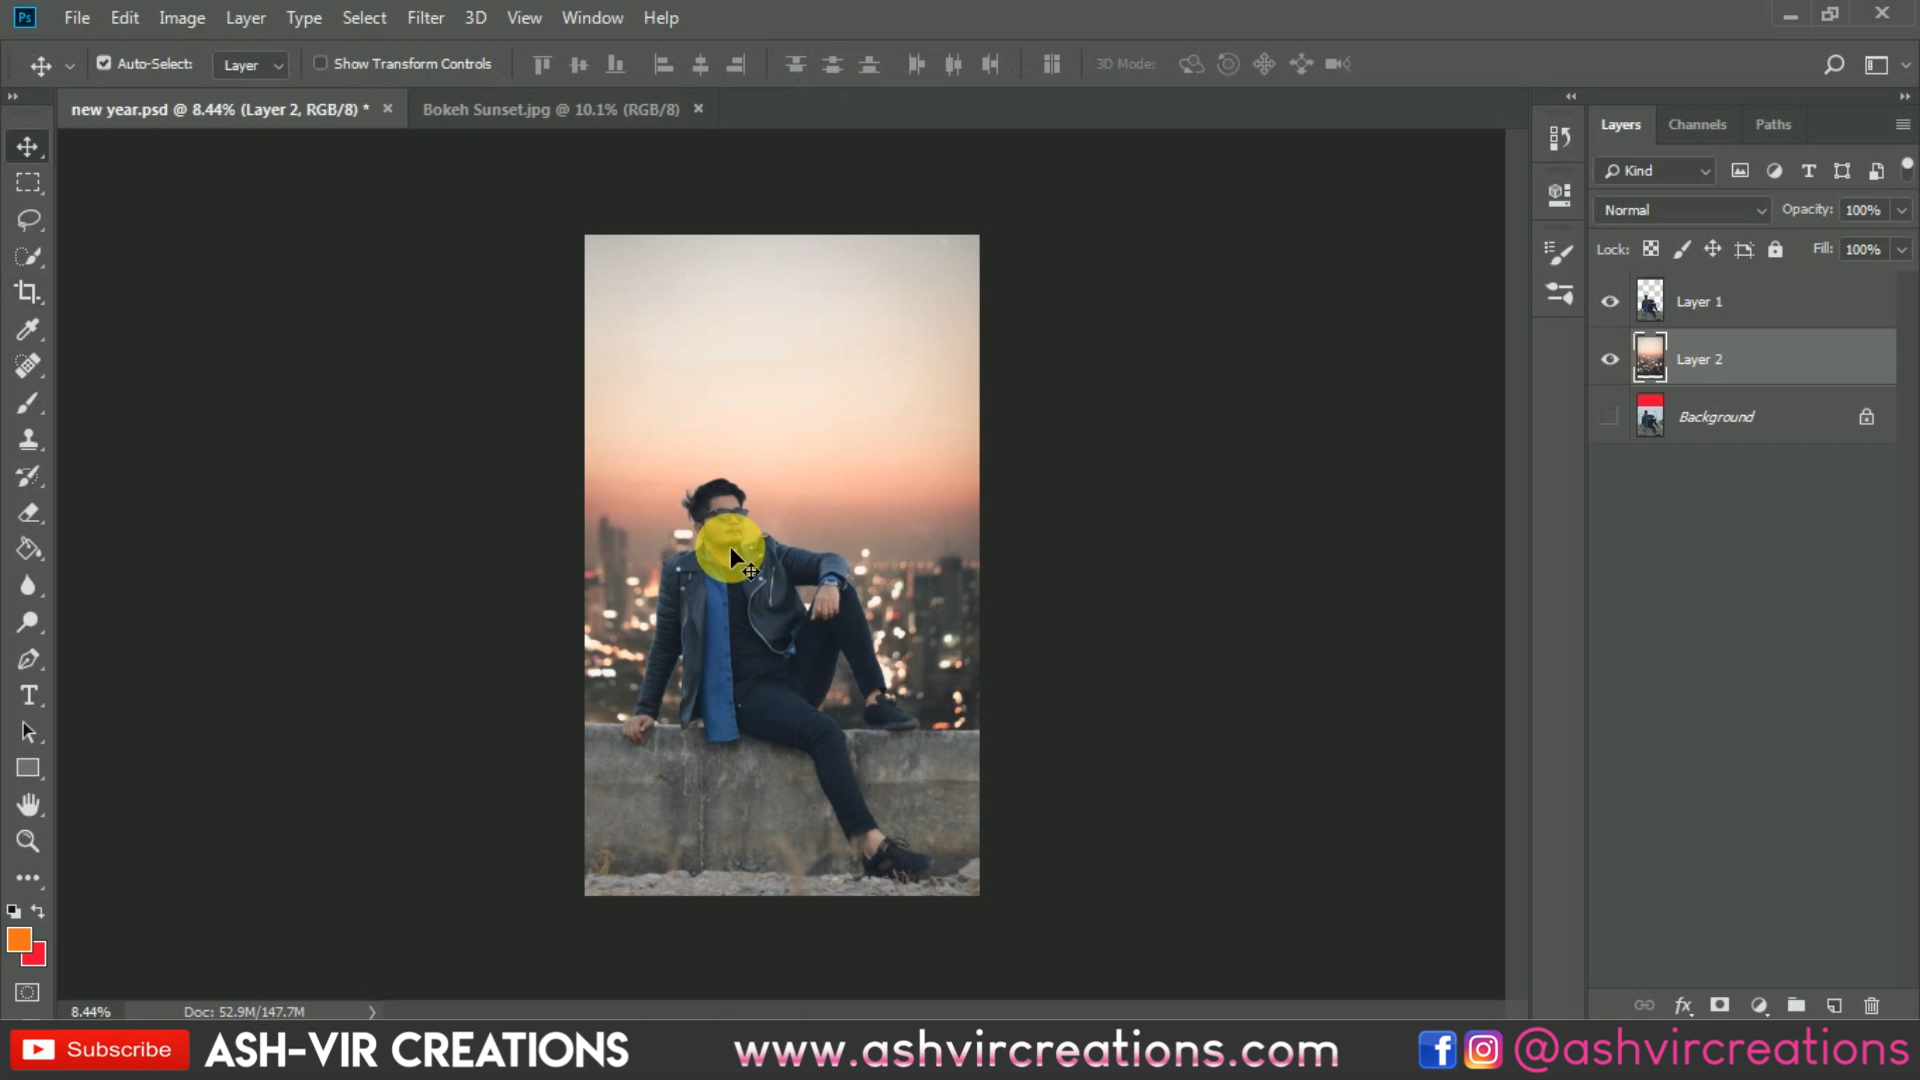 Ps File Edit Image Layer Type Select Filter 3D View Window Help
Auto-Select: Layer Show Transform Controls 3D Mode:
new year.psd @ 8.44% (Layer 2, RGB/8) * Bokeh Sunset.jpg @ 10.1% (RGB/8)
Layers Channels Paths
Kind
Normal Opacity: 100%
Lock: Fill: 100%
Layer 1
Layer 2
Background
8.44% Doc: 52.9M/147.7M
Subscribe ASH-VIR CREATIONS www.ashvircreations.com @ashvircreations